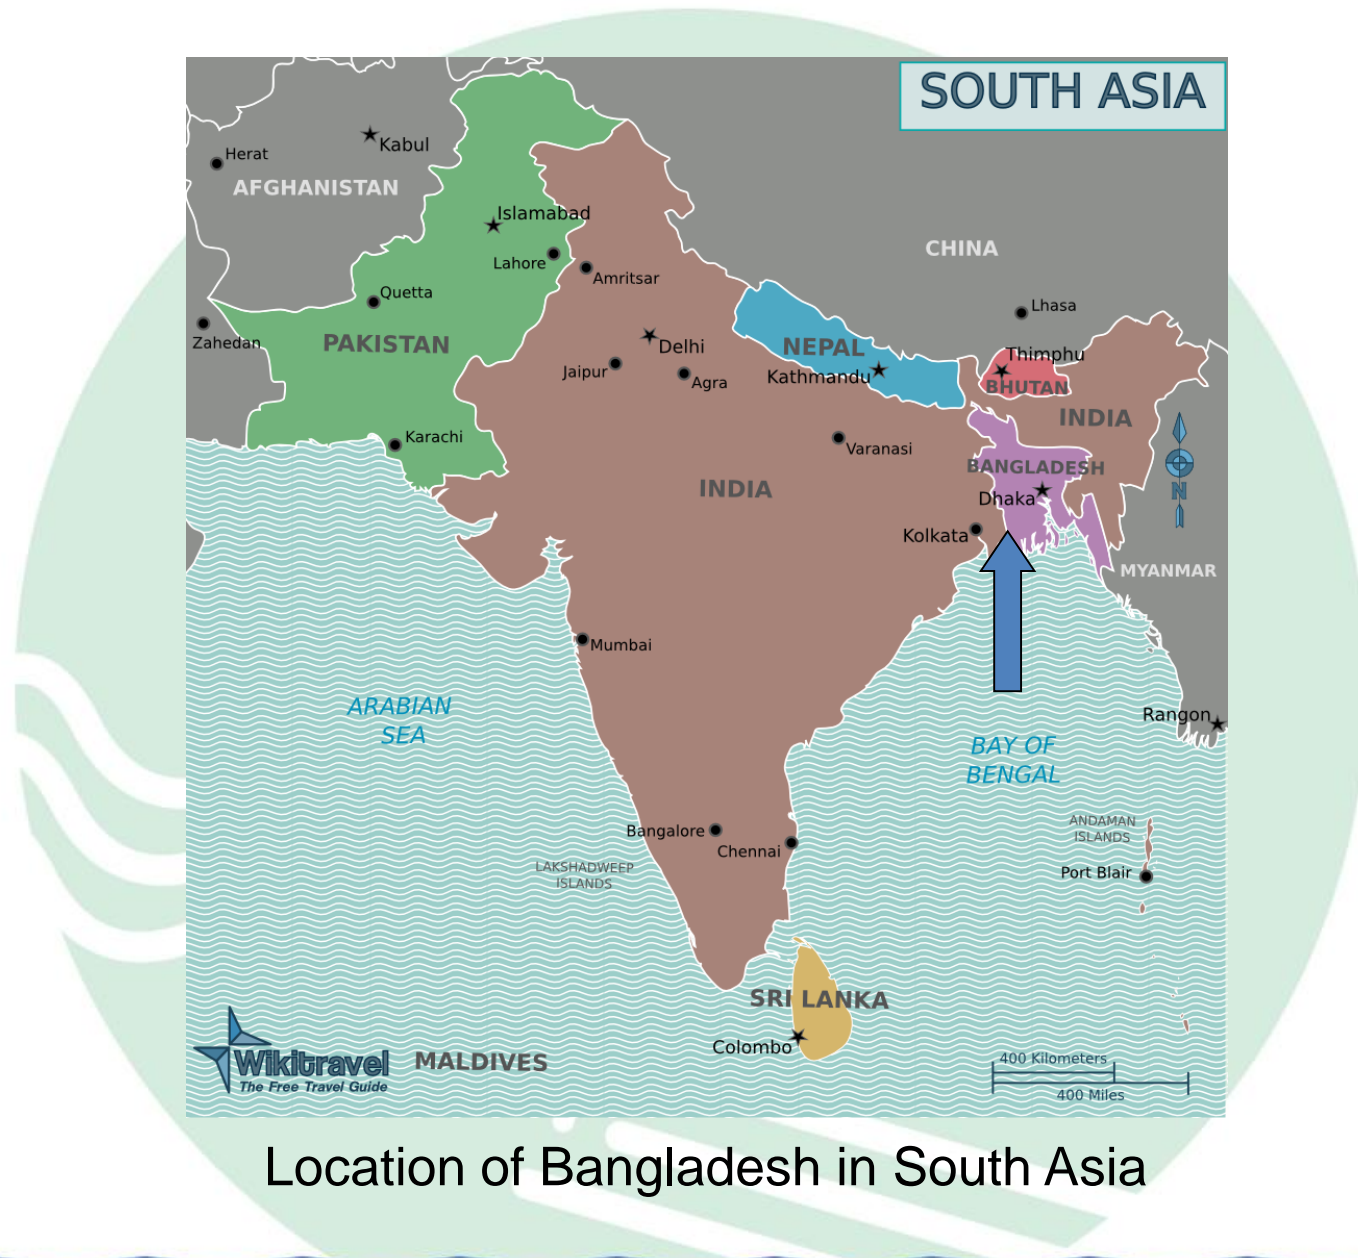 SOUTH ASIA
Kabul
Herat
AFGHANISTAN
Islamabad
CHINA
Lahore
Amritsar
Quetta
Lhasa
Zahedan
PAKISTAN
Delhi
NEPAL
Thimphu
Jaipur
Agra
Kathmandu
BHUTAN
INDIA
Karachi
Varanasi
BANGLADESH
INDIA
Dhaka
N
Kolkata
MYANMAR
Mumbai
ARABIAN
SEA
Rangon
BAY OF
BENGAL
ANDAMAN
ISLANDS
Bangalore
Chennai
LAKSHADWEEP
ISLANDS
Port Blair
SRI LANKA
Colombo
Wikitravel
The Free Travel Guide
MALDIVES
400 Kilometers
400 Miles
Location of Bangladesh in South Asia